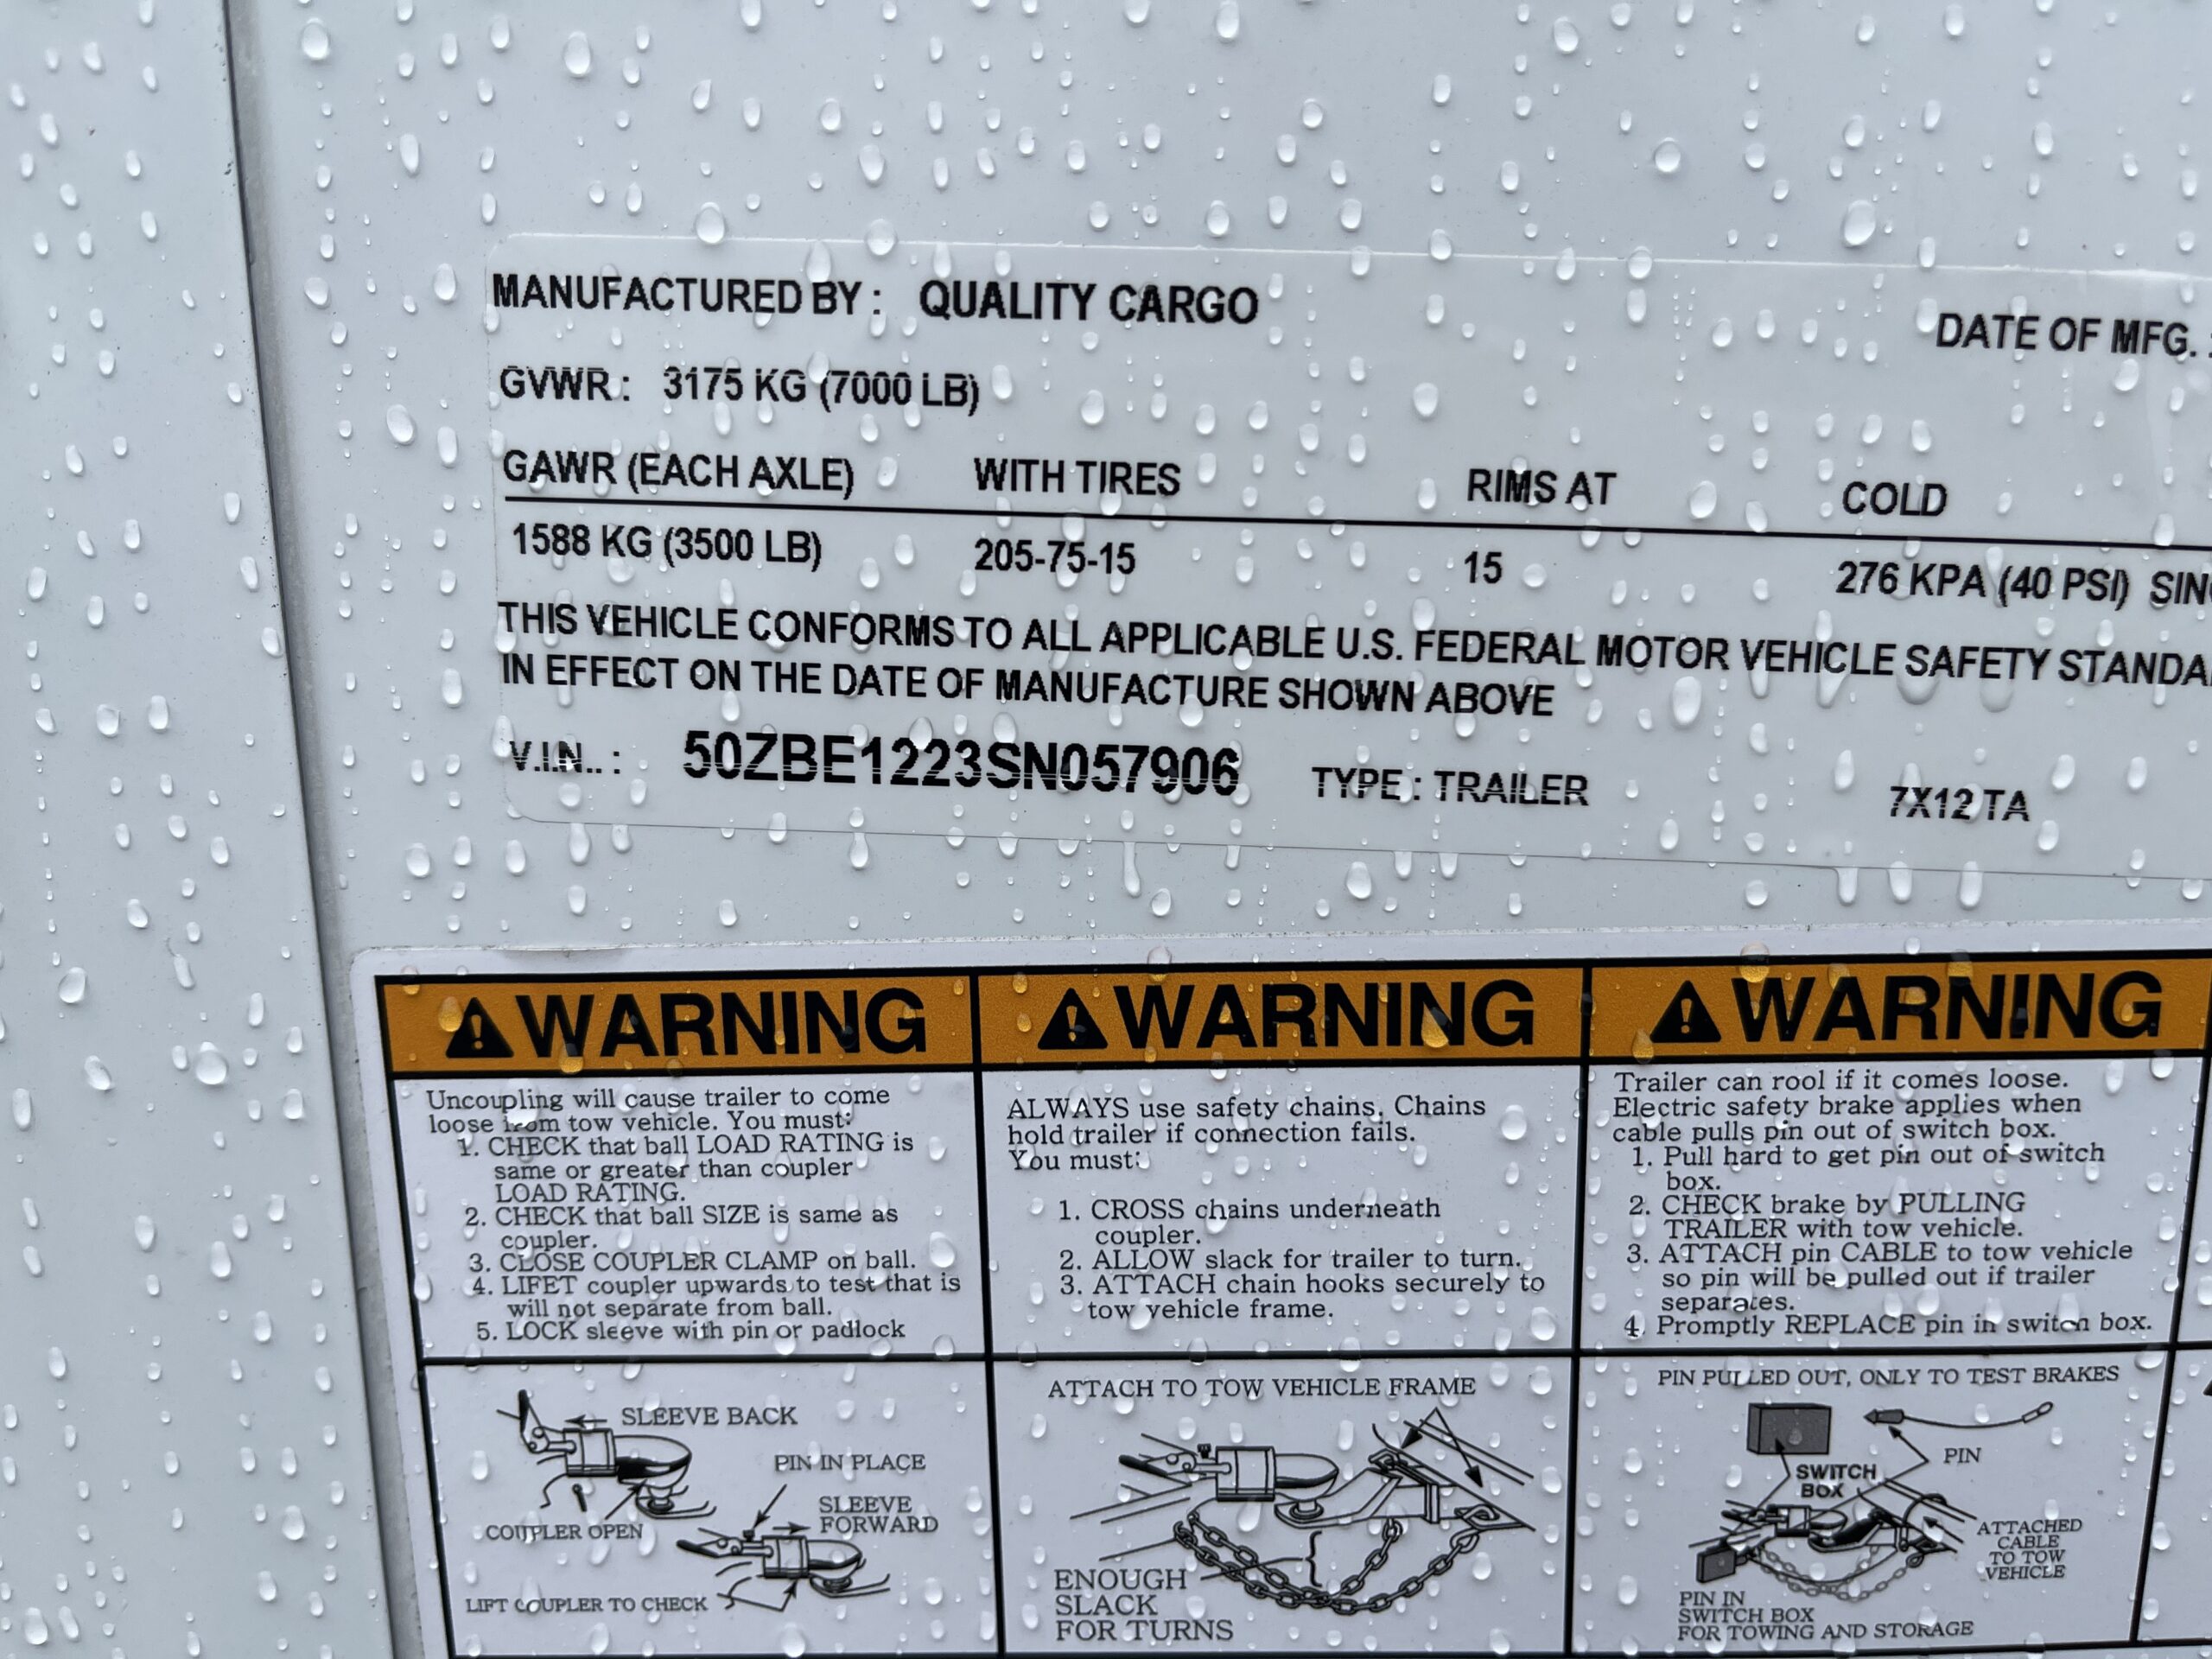 MANUFACTURED BY : QUALITY CARGO
DATE OF MFG.
GVWR : 3175 KG (7000 LB)
GAWR (EACH AXLE) WITH TIRES RIMS AT COLD
1588 KG (3500 LB) 205-75-15 15 276 KPA (40 PSI)
THIS VEHICLE CONFORMS TO ALL APPLICABLE U.S. FEDERAL MOTOR VEHICLE SAFETY
IN EFFECT ON THE DATE OF MANUFACTURE SHOWN ABOVE
V.I.N.. : 50ZBE1223SN057906 TYPE : TRAILER 7X12 TA
WARNING
Uncoupling will cause trailer to come
loose from tow vehicle. You must:
1. CHECK that ball LOAD RATING is
same or greater than coupler
LOAD RATING.
2. CHECK that ball SIZE is same as
coupler.
3. CLOSE COUPLER CLAMP on ball.
4. LIFET coupler upwards to test that is
will not separate from ball.
5. LOCK sleeve with pin or padlock
SLEEVE BACK
PIN IN PLACE
SLEEVE
FORWARD
COUPLER OPEN
LIFT COUPLER TO CHECK
WARNING
ALWAYS use safety chains. Chains
hold trailer if connection fails.
You must:
1. CROSS chains underneath
coupler.
2. ALLOW slack for trailer to turn.
3. ATTACH chain hooks securely to
tow vehicle frame.
ATTACH TO TOW VEHICLE FRAME
ENOUGH
SLACK
FOR TURNS
WARNING
Trailer can rool if it comes loose.
Electric safety brake applies when
cable pulls pin out of switch box.
1. Pull hard to get pin out of switch
box.
2. CHECK brake by PULLING
TRAILER with tow vehicle.
3. ATTACH pin CABLE to tow vehicle
so pin will be pulled out if trailer
separates.
4. Promptly REPLACE pin in switch box.
PIN PULLED OUT, ONLY TO TEST BRAKES
PIN
SWITCH
BOX
ATTACHED
CABLE
TO TOW
VEHICLE
PIN IN
SWITCH BOX
FOR TOWING AND STORAGE